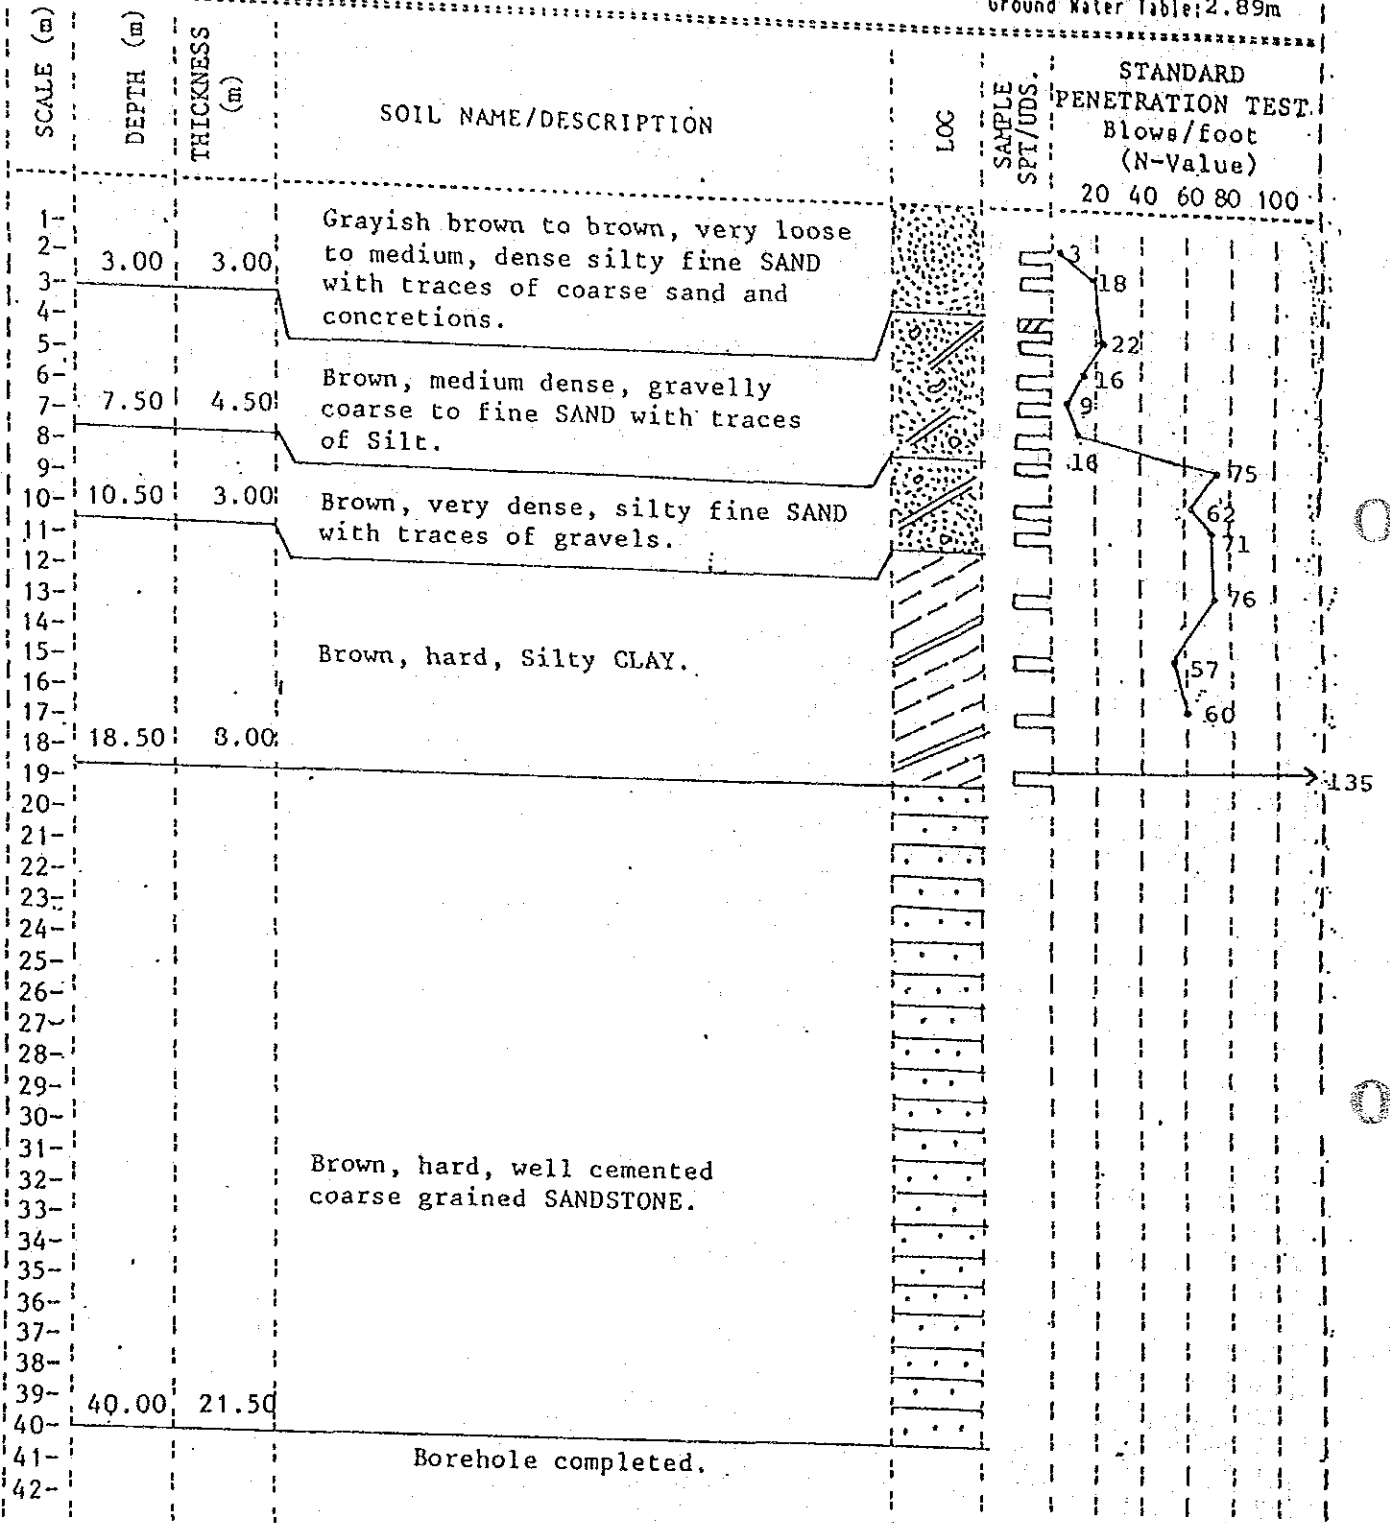 Ground Water Table:2.89m
SCALE (m)
DEPTH (m)
THICKNESS
(m)
SOIL NAME/DESCRIPTION
LOG
SAMPLE
SPT/UDS.
STANDARD
PENETRATION TEST
Blows/foot
(N-Value)
20 40 60 80 100
1-
2-
3-
4-
5-
6-
7-
8-
9-
10-
11-
12-
13-
14-
15-
16-
17-
18-
19-
20-
21-
22-
23-
24-
25-
26-
27-
28-
29-
30-
31-
32-
33-
34-
35-
36-
37-
38-
39-
40-
41-
42-
3.00 3.00
Grayish brown to brown, very loose
to medium, dense silty fine SAND
with traces of coarse sand and
concretions.
7.50 4.50
Brown, medium dense, gravelly
coarse to fine SAND with traces
of Silt.
10.50 3.00
Brown, very dense, silty fine SAND
with traces of gravels.
18.50 8.00
Brown, hard, Silty CLAY.
40.00 21.50
Brown, hard, well cemented
coarse grained SANDSTONE.
Borehole completed.
3
18
22
16
9
16
75
62
71
76
57
60
135